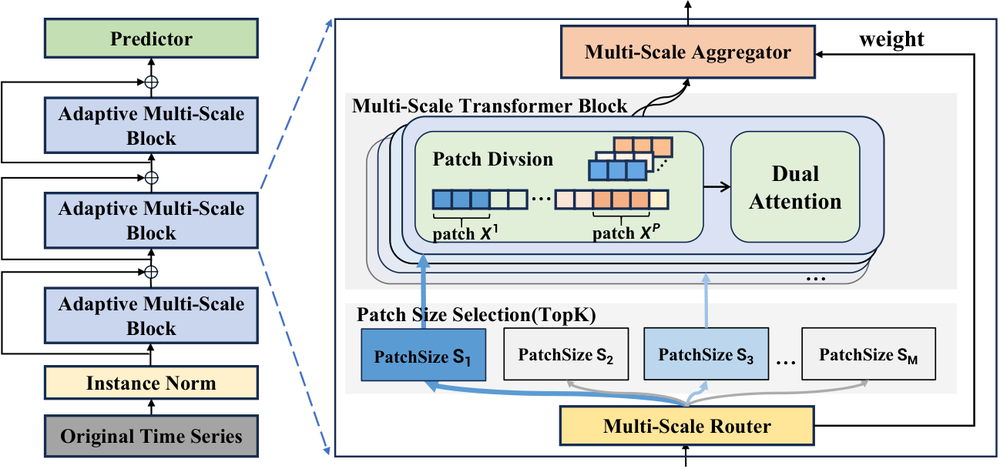 Predictor
Adaptive Multi-Scale
Block
Adaptive Multi-Scale
Block
Adaptive Multi-Scale
Block
Instance Norm
Original Time Series
Multi-Scale Aggregator
weight
Multi-Scale Transformer Block
Patch Divsion
patch X¹
patch Xᴾ
Dual
Attention
...
Patch Size Selection(TopK)
PatchSize S₁
PatchSize S₂
PatchSize S₃
...
PatchSize Sᴍ
Multi-Scale Router